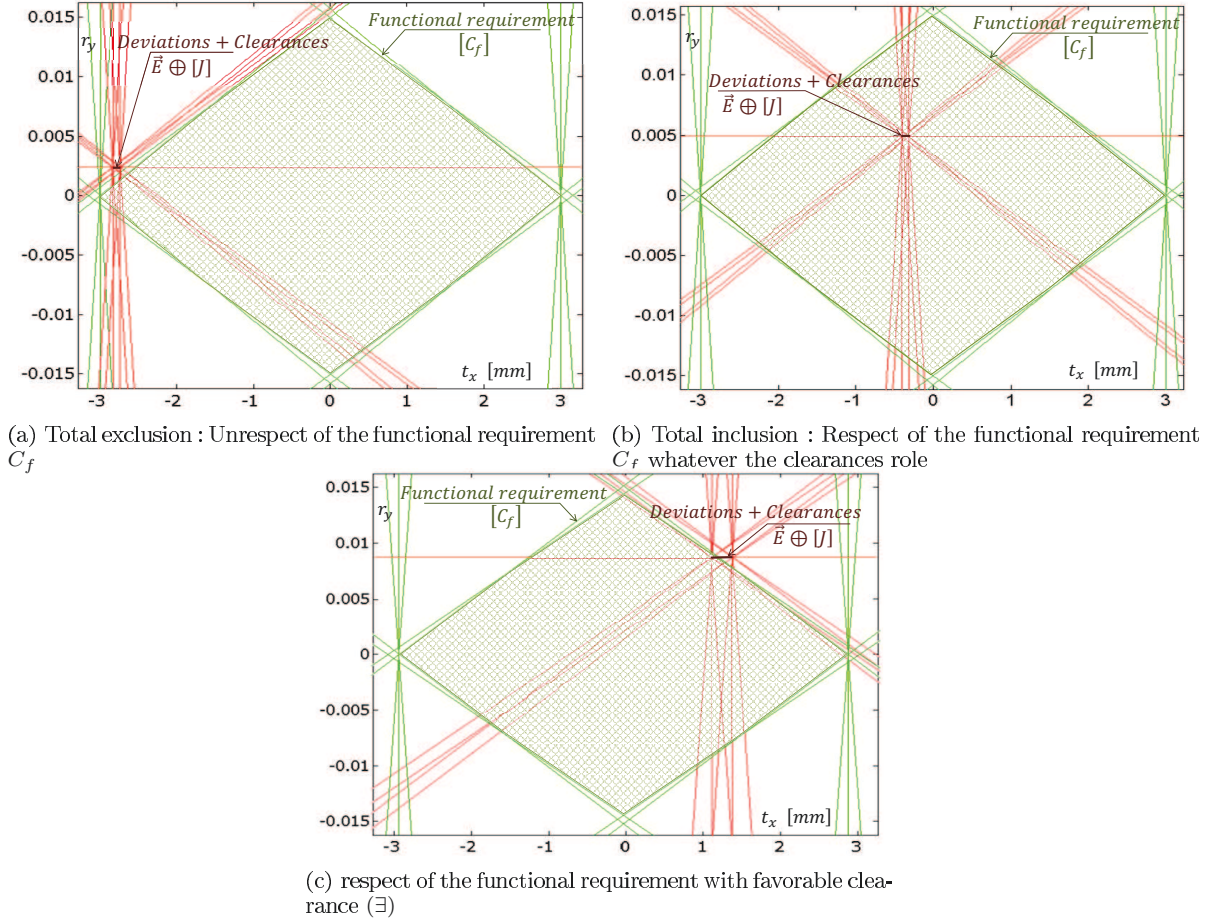 0.015
r_y
Deviations + Clearances
\vec{E} ⊕ [J]
Functional requirement
[C_f]
0.01
0.005
0
-0.005
-0.01
-0.015
t_x [mm]
-3 -2 -1 0 1 2 3
(a) Total exclusion : Unrespect of the functional requirement
C_f
0.015
r_y
Functional requirement
[C_f]
0.01
Deviations + Clearances
\vec{E} ⊕ [J]
0.005
0
-0.005
-0.01
-0.015
t_x [mm]
-3 -2 -1 0 1 2 3
(b) Total inclusion : Respect of the functional requirement
C_f whatever the clearances role
0.015
r_y
Functional requirement
[C_f]
Deviations + Clearances
\vec{E} ⊕ [J]
0.01
0.005
0
-0.005
-0.01
-0.015
t_x [mm]
-3 -2 -1 0 1 2 3
(c) respect of the functional requirement with favorable clea-
rance (∃)